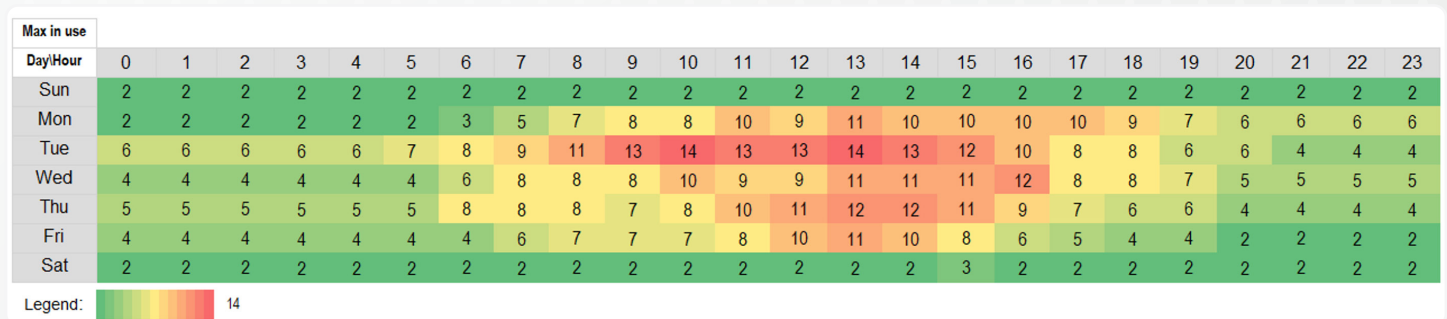 Max in use
Day\Hour 0 1 2 3 4 5 6 7 8 9 10 11 12 13 14 15 16 17 18 19 20 21 22 23
Sun 2 2 2 2 2 2 2 2 2 2 2 2 2 2 2 2 2 2 2 2 2 2 2 2
Mon 2 2 2 2 2 2 3 5 7 8 8 10 9 11 10 10 10 10 9 7 6 6 6 6
Tue 6 6 6 6 6 7 8 9 11 13 14 13 13 14 13 12 10 8 8 6 6 4 4 4
Wed 4 4 4 4 4 4 6 8 8 8 10 9 9 11 11 11 12 8 8 7 5 5 5 5
Thu 5 5 5 5 5 5 8 8 8 7 8 10 11 12 12 11 9 7 6 6 4 4 4 4
Fri 4 4 4 4 4 4 4 6 7 7 7 8 10 11 10 8 6 5 4 4 2 2 2 2
Sat 2 2 2 2 2 2 2 2 2 2 2 2 2 2 2 3 2 2 2 2 2 2 2 2
Legend: 14